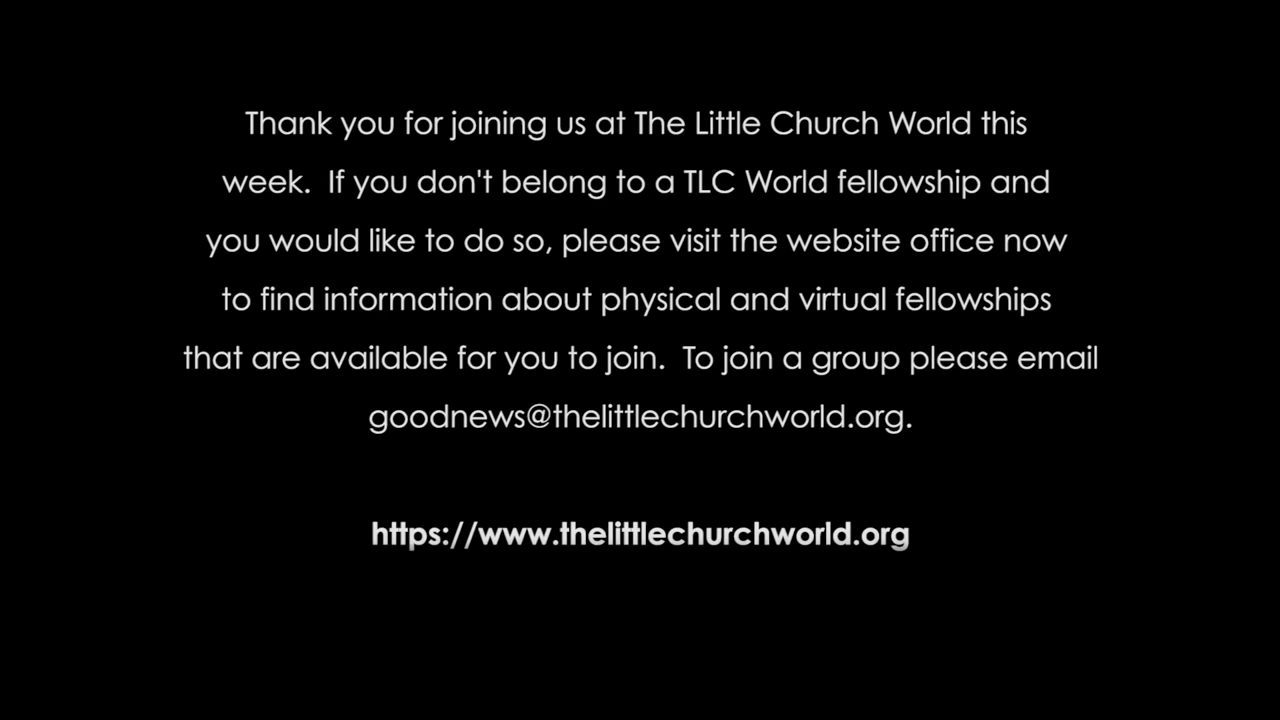 Thank you for joining us at The Little Church World this
week.  If you don't belong to a TLC World fellowship and
you would like to do so, please visit the website office now
to find information about physical and virtual fellowships
that are available for you to join.  To join a group please email
goodnews@thelittlechurchworld.org.
https://www.thelittlechurchworld.org